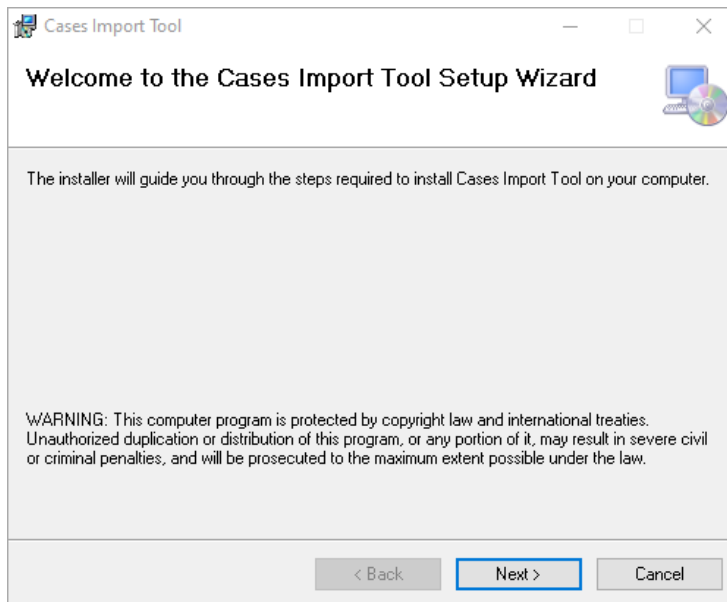 Cases Import Tool
Welcome to the Cases Import Tool Setup Wizard
The installer will guide you through the steps required to install Cases Import Tool on your computer.
WARNING: This computer program is protected by copyright law and international treaties.
Unauthorized duplication or distribution of this program, or any portion of it, may result in severe civil
or criminal penalties, and will be prosecuted to the maximum extent possible under the law.
< Back
Next >
Cancel